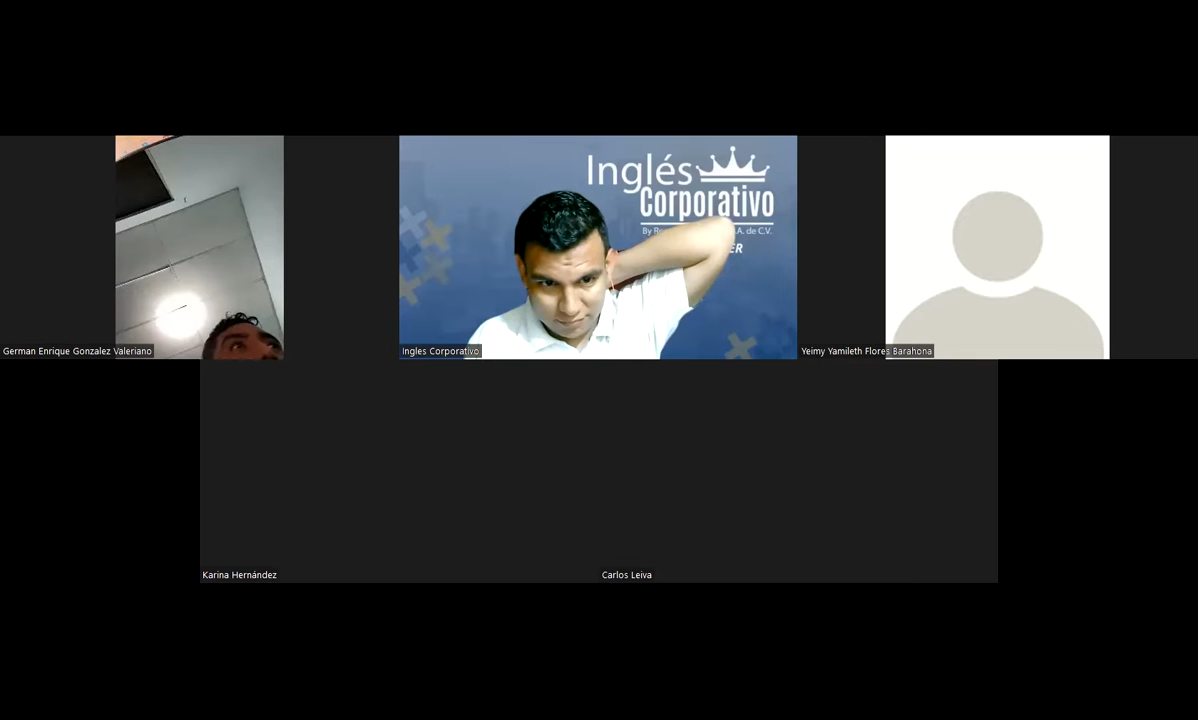 Inglés
Corporativo
By R
.A. de C.V.
ER
German Enrique Gonzalez Valeriano
Ingles Corporativo
Yeimy Yamileth Flores Barahona
Karina Hernández
Carlos Leiva